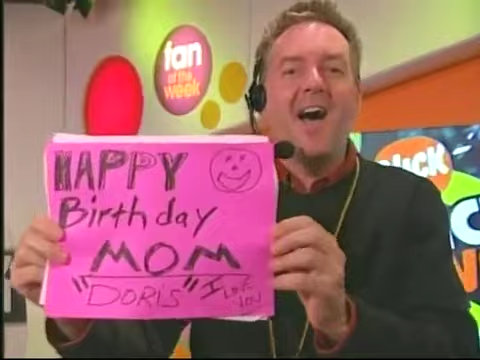 fan
of the
week
HAPPY
Birthday
MOM
"DORIS" I LOVE YOU
NICK